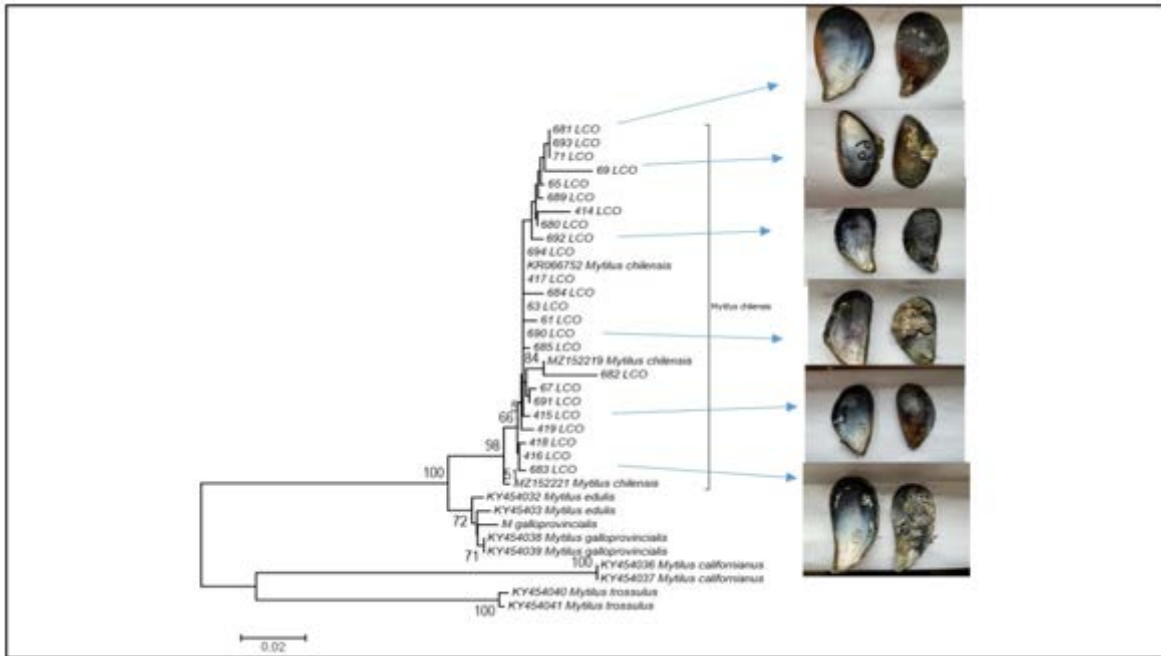 681 LCO
693 LCO
71 LCO
69 LCO
65 LCO
689 LCO
414 LCO
680 LCO
692 LCO
694 LCO
KR066752 Mytilus chilensis
417 LCO
684 LCO
63 LCO
61 LCO
690 LCO
685 LCO
84
MZ152219 Mytilus chilensis
682 LCO
67 LCO
691 LCO
415 LCO
419 LCO
66
418 LCO
416 LCO
98
683 LCO
51
MZ152221 Mytilus chilensis
100
KY454032 Mytilus edulis
KY45403 Mytilus edulis
72
M galloprovincialis
KY454038 Mytilus galloprovincialis
71
KY454039 Mytilus galloprovincialis
100
KY454036 Mytilus californianus
KY454037 Mytilus californianus
KY454040 Mytilus trossulus
100
KY454041 Mytilus trossulus
0.02
Mytilus chilensis